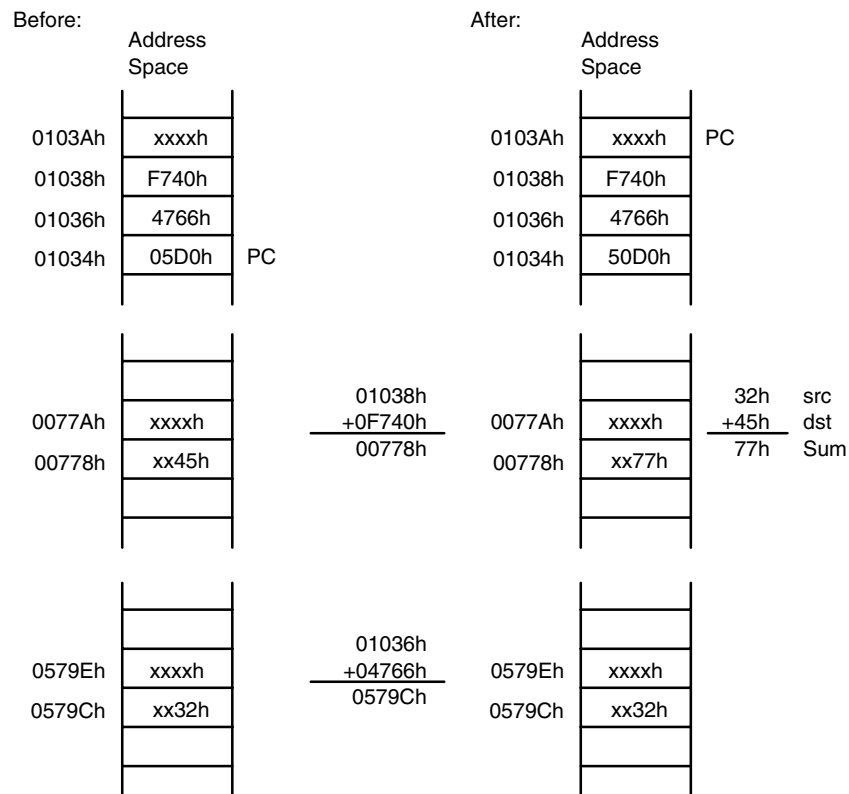 Before:
After:
Address
Space
Address
Space
0103Ah xxxxh
0103Ah xxxxh PC
01038h F740h
01038h F740h
01036h 4766h
01036h 4766h
01034h 05D0h PC
01034h 50D0h
01038h
32h src
0077Ah xxxxh
+0F740h
0077Ah xxxxh
+45h dst
00778h xx45h
00778h
00778h xx77h
77h Sum
01036h
0579Eh xxxxh
+04766h
0579Eh xxxxh
0579Ch xx32h
0579Ch
0579Ch xx32h